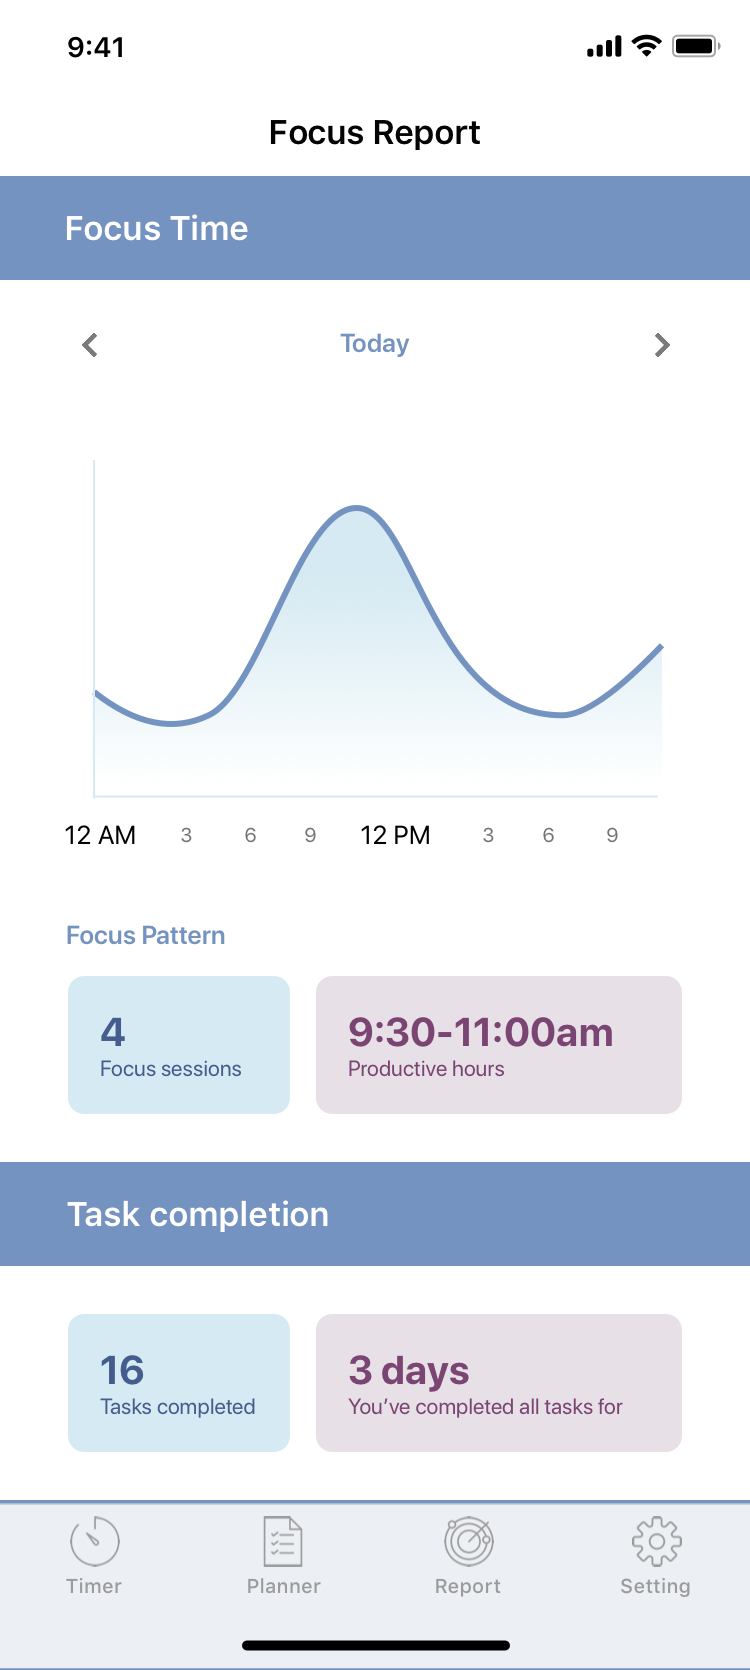 9:41
Focus Report
Focus Time
Today
12 AM 3 6 9 12 PM 3 6 9
Focus Pattern
4
Focus sessions
9:30-11:00am
Productive hours
Task completion
16
Tasks completed
3 days
You've completed all tasks for
Timer Planner Report Setting